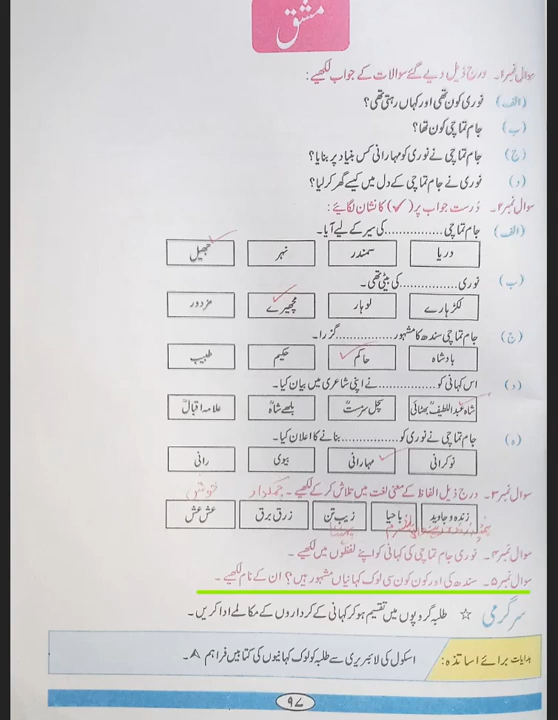 مشق
سوال نمبر ۱۔ درج ذیل دیے گئے سوالات کے جواب لکھیے:
(الف) نوری کون تھی اور کہاں رہتی تھی؟
(ب) جام تماچی کون تھا؟
(ج) جام تماچی نے نوری کو مہارانی کس بنیاد پر بنایا؟
(د) نوری نے جام تماچی کے دل میں کیسے گھر کر لیا؟
سوال نمبر ۲۔ دُرست جواب پر (✓) کا نشان لگائیے:
(الف) جام تماچی ................ کی سیر کے لیے آیا۔
دریا سمندر نہر جھیل
(ب) نوری ................ کی بیٹی تھی۔
لکڑہارے لوہار مچھیرے مزدور
(ج) جام تماچی سندھ کا مشہور ................ گزرا۔
بادشاہ حاکم حکیم طبیب
(د) اس کہانی کو ................ نے اپنی شاعری میں بیان کیا۔
شاہ عبداللطیف بھٹائیؒ سچل سرمستؒ بلھے شاہؒ علامہ اقبالؒ
(ہ) جام تماچی نے نوری کو ................ بنانے کا اعلان کیا۔
نوکرانی مہارانی بیوی رانی
سوال نمبر ۳۔ درج ذیل الفاظ کے معنی لغت میں تلاش کر کے لکھیے۔ چمکدار
زندہ و جاوید باحیا زیب تن زرق برق عش عش
سوال نمبر ۴۔ نوری جام تماچی کی کہانی کو اپنے لفظوں میں لکھیے۔
سوال نمبر ۵۔ سندھ کی اور کون کون سی لوک کہانیاں مشہور ہیں؟ ان کے نام لکھیے۔
سرگرمی ☆ طلبہ گروپوں میں تقسیم ہو کر کہانی کے کرداروں کے مکالمے ادا کریں۔
ہدایات برائے اساتذہ: اسکول کی لائبریری سے طلبہ کو لوک کہانیوں کی کتابیں فراہم
۹۷